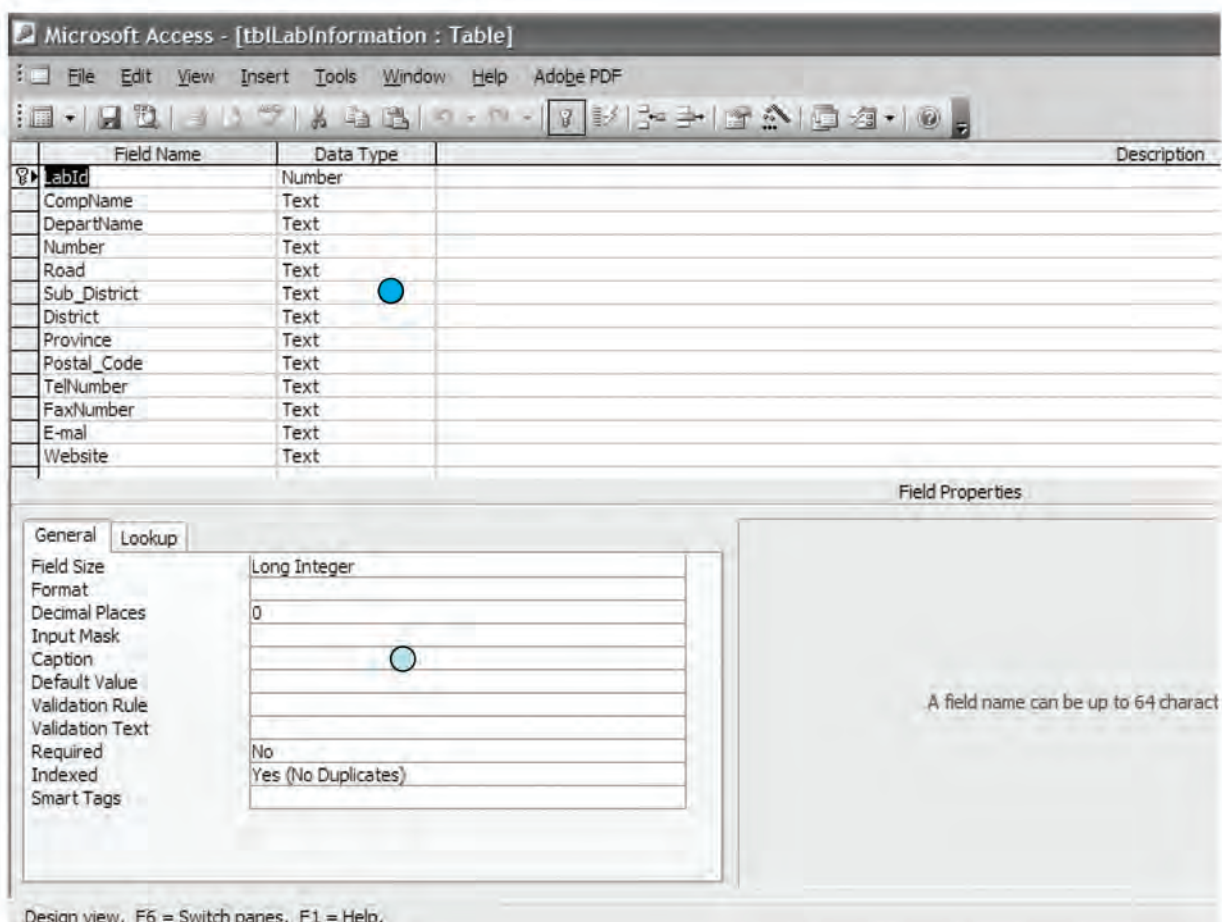 Microsoft Access - [tblLabInformation : Table]
File Edit View Insert Tools Window Help Adobe PDF
Field Name Data Type Description
LabId Number
CompName Text
DepartName Text
Number Text
Road Text
Sub_District Text
District Text
Province Text
Postal_Code Text
TelNumber Text
FaxNumber Text
E-mal Text
Website Text
Field Properties
General Lookup
Field Size Long Integer
Format
Decimal Places 0
Input Mask
Caption
Default Value
Validation Rule
Validation Text
Required No
Indexed Yes (No Duplicates)
Smart Tags
A field name can be up to 64 charact
Design view. F6 = Switch panes. F1 = Help.